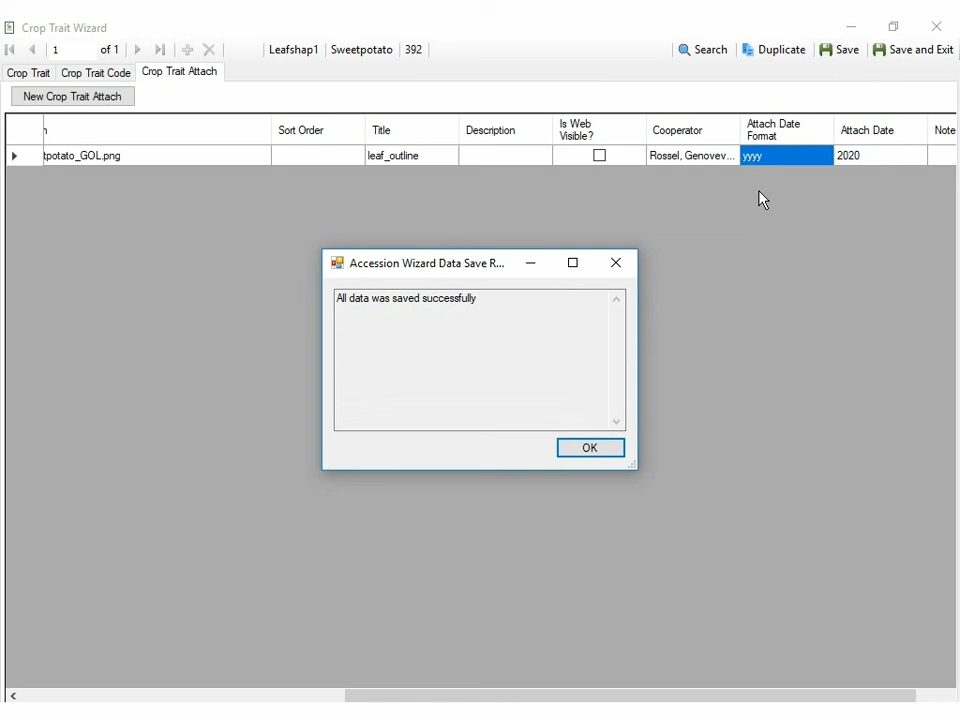 Crop Trait Wizard
1 of 1 Leafshap1 Sweetpotato 392 Search Duplicate Save Save and Exit
Crop Trait Crop Trait Code Crop Trait Attach
New Crop Trait Attach
Sort Order Title Description Is Web Visible? Cooperator Attach Date Format Attach Date Note
tpotato_GOL.png leaf_outline Rossel, Genovev... yyyy 2020
Accession Wizard Data Save R...
All data was saved successfully
OK